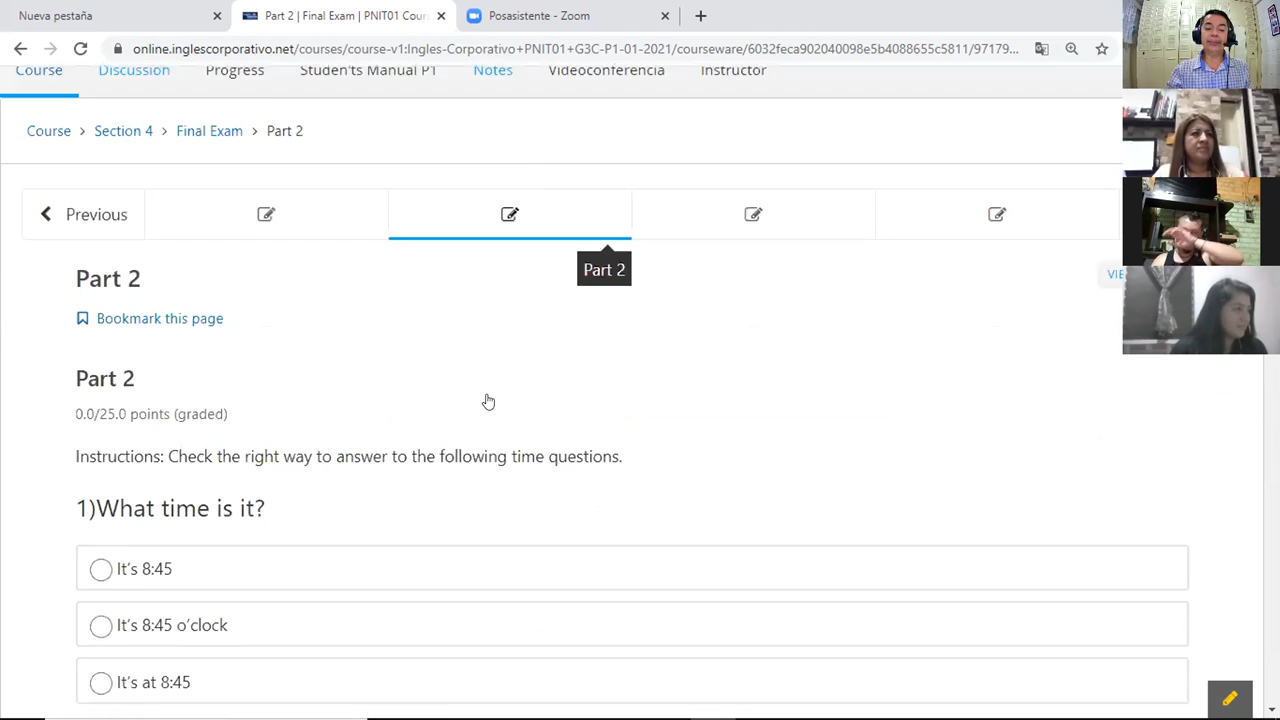 Nueva pestaña
Part 2 | Final Exam | PNIT01 Cour
Posasistente - Zoom
online.inglescorporativo.net/courses/course-v1:Ingles-Corporativo+PNIT01+G3C-P1-01-2021/courseware/6032eca902040098e5b4088655c581f1/97179...
Course
Discussion
Progress
Studen'ts Manual P1
Notes
Videoconferencia
Instructor
Course > Section 4 > Final Exam > Part 2
Previous
Part 2
Part 2
VIE
Bookmark this page
Part 2
0.0/25.0 points (graded)
Instructions: Check the right way to answer to the following time questions.
1)What time is it?
It's 8:45
It's 8:45 o'clock
It's at 8:45